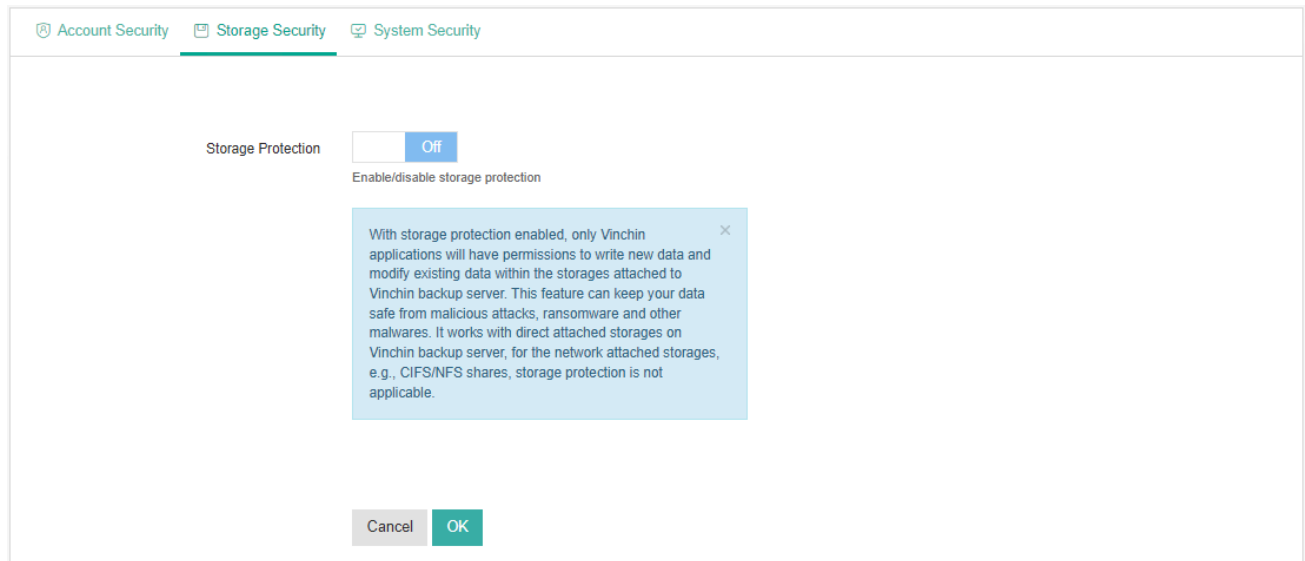 Account Security Storage Security System Security
Storage Protection Off
Enable/disable storage protection
With storage protection enabled, only Vinchin
applications will have permissions to write new data and
modify existing data within the storages attached to
Vinchin backup server. This feature can keep your data
safe from malicious attacks, ransomware and other
malwares. It works with direct attached storages on
Vinchin backup server, for the network attached storages,
e.g., CIFS/NFS shares, storage protection is not
applicable.
Cancel OK